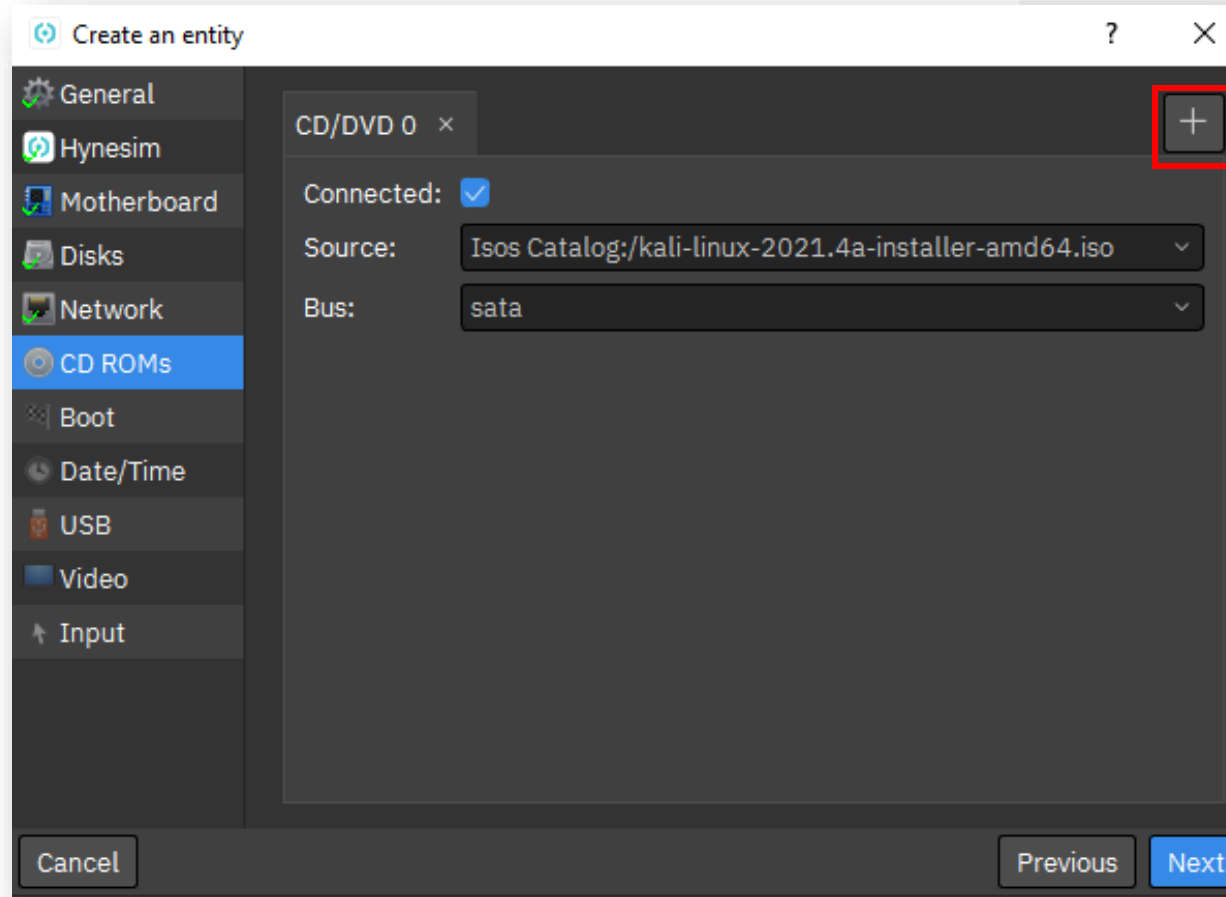 Create an entity
?
General
Hynesim
Motherboard
Disks
Network
CD ROMs
Boot
Date/Time
USB
Video
Input
CD/DVD 0 ×
+
Connected:
Source: Isos Catalog:/kali-linux-2021.4a-installer-amd64.iso
Bus: sata
Cancel Previous Next